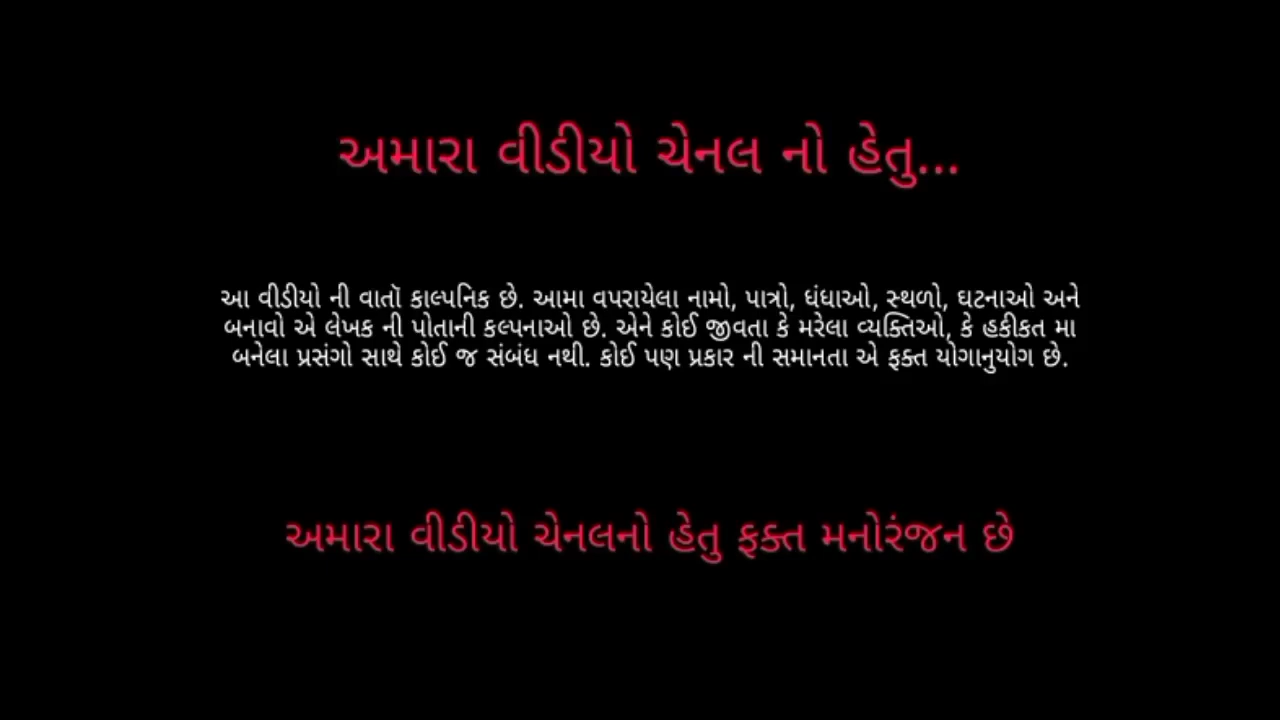 અમારા વીડીયો ચેનલ નો હેતુ...
આ વીડીયો ની વાતૉ કાલ્પનિક છે. આમા વપરાયેલા નામો, પાત્રો, ધંધાઓ, સ્થળો, ઘટનાઓ અને
બનાવો એ લેખક ની પોતાની કલ્પનાઓ છે. એને કોઈ જીવતા કે મરેલા વ્યક્તિઓ, કે હકીકત મા
બનેલા પ્રસંગો સાથે કોઈ જ સંબંધ નથી. કોઈ પણ પ્રકાર ની સમાનતા એ ફક્ત યોગાનુયોગ છે.
અમારા વીડીયો ચેનલનો હેતુ ફક્ત મનોરંજન છે